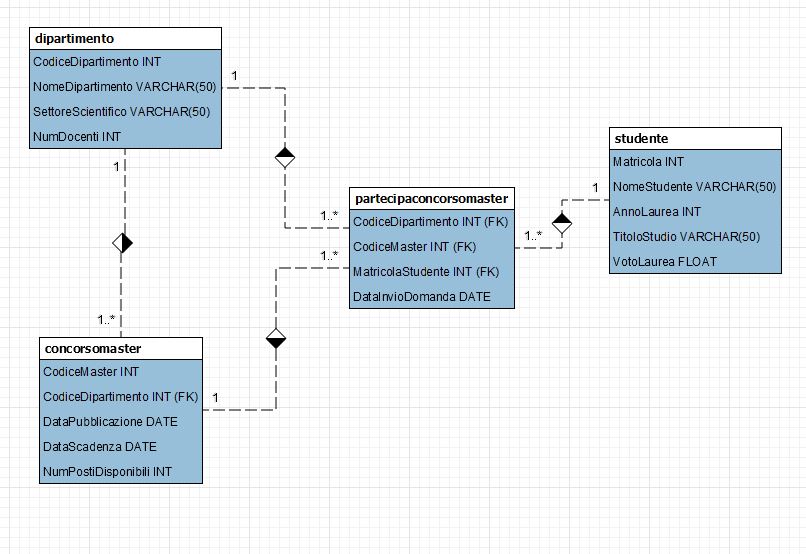 dipartimento
CodiceDipartimento INT
NomeDipartimento VARCHAR(50)
SettoreScientifico VARCHAR(50)
NumDocenti INT
1
1
1..*
partecipaconcorsomaster
CodiceDipartimento INT (FK)
CodiceMaster INT (FK)
MatricolaStudente INT (FK)
DataInvioDomanda DATE
1..*
1..*
1
studente
Matricola INT
NomeStudente VARCHAR(50)
AnnoLaurea INT
TitoloStudio VARCHAR(50)
VotoLaurea FLOAT
1..*
concorsomaster
CodiceMaster INT
CodiceDipartimento INT (FK)
DataPubblicazione DATE
DataScadenza DATE
NumPostiDisponibili INT
1